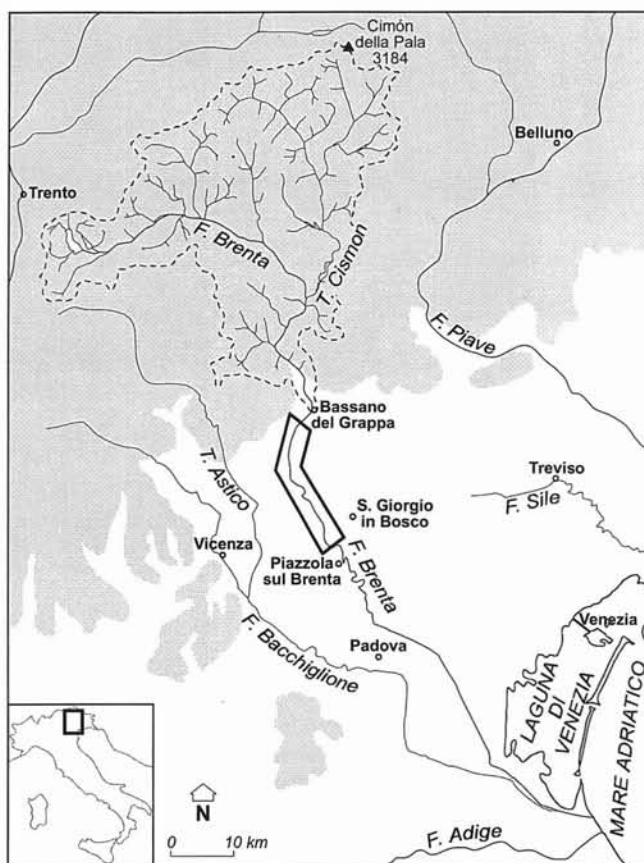 Cimón
della Pala
3184
Belluno
Trento
F. Brenta
T. Cismon
F. Piave
Bassano
del Grappa
T. Astico
Treviso
F. Sile
S. Giorgio
in Bosco
Vicenza
Piazzola
sul Brenta
F. Brenta
F. Bacchiglione
Padova
Venezia
LAGUNA
DI
VENEZIA
MARE ADRIATICO
N
0 10 km
F. Adige